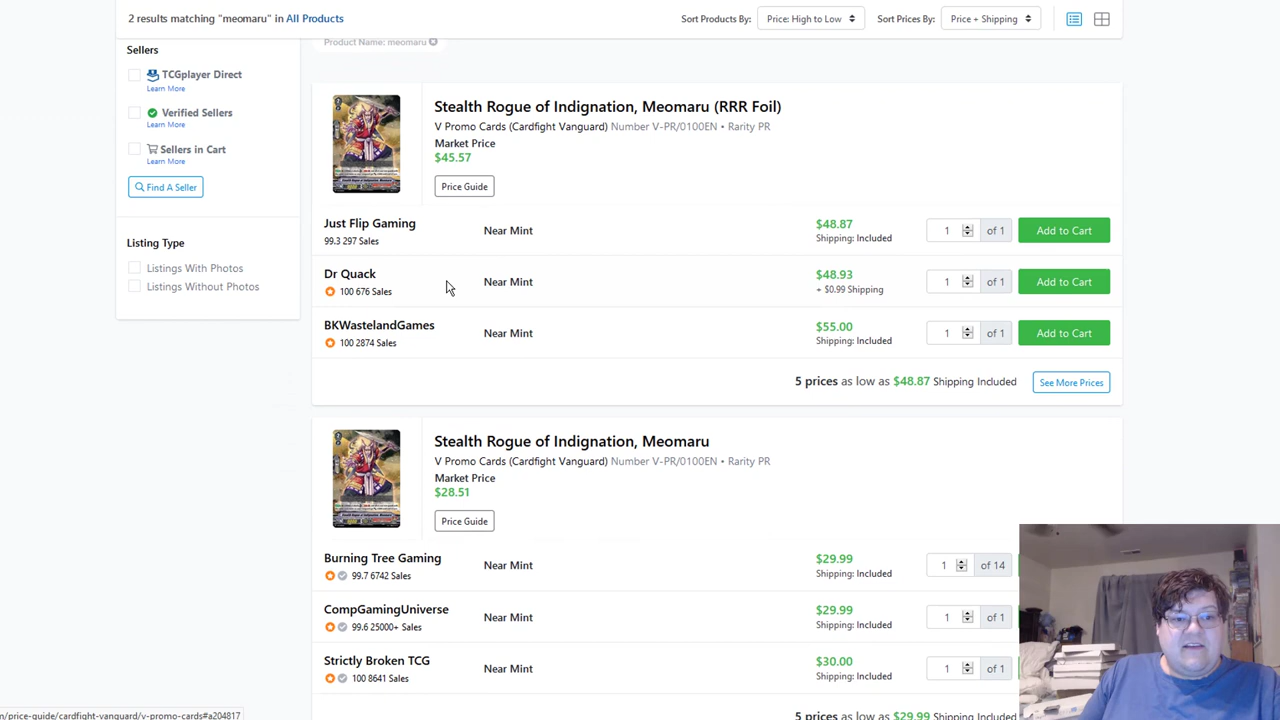 2 results matching "meomaru" in All Products
Sort Products By: Price: High to Low
Sort Prices By: Price + Shipping
Product Name: meomaru
Sellers
TCGplayer Direct
Learn More
Verified Sellers
Learn More
Sellers in Cart
Learn More
Find A Seller
Listing Type
Listings With Photos
Listings Without Photos
Stealth Rogue of Indignation, Meomaru (RRR Foil)
V Promo Cards (Cardfight Vanguard) Number V-PR/0100EN • Rarity PR
Market Price
$45.57
Price Guide
Just Flip Gaming
99.3 297 Sales
Near Mint
$48.87
Shipping: Included
1 of 1 Add to Cart
Dr Quack
100 676 Sales
Near Mint
$48.93
+ $0.99 Shipping
1 of 1 Add to Cart
BKWastelandGames
100 2874 Sales
Near Mint
$55.00
Shipping: Included
1 of 1 Add to Cart
5 prices as low as $48.87 Shipping Included See More Prices
Stealth Rogue of Indignation, Meomaru
V Promo Cards (Cardfight Vanguard) Number V-PR/0100EN • Rarity PR
Market Price
$28.51
Price Guide
Burning Tree Gaming
99.7 6742 Sales
Near Mint
$29.99
Shipping: Included
1 of 14
CompGamingUniverse
99.6 25000+ Sales
Near Mint
$29.99
Shipping: Included
1 of 1
Strictly Broken TCG
100 8641 Sales
Near Mint
$30.00
Shipping: Included
1 of 1
5 prices as low as $29.99 Shipping Included
m/price-guide/cardfight-vanguard/v-promo-cards#a204817